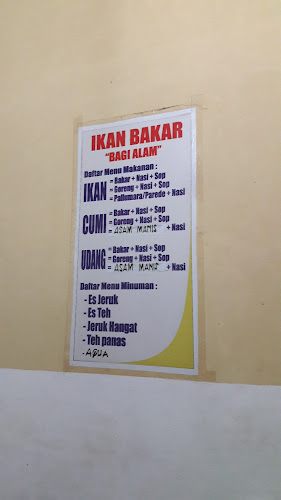 IKAN BAKAR
"BAGI ALAM"
Daftar Menu Makanan :
IKAN = Bakar + Nasi + Sop
= Goreng + Nasi + Sop
= Pallumara/Parede + Nasi
CUMI = Bakar + Nasi + Sop
= Goreng + Nasi + Sop
= ASAM MANIS + Nasi
UDANG = Bakar + Nasi + Sop
= Goreng + Nasi + Sop
= ASAM MANIS + Nasi
Daftar Menu Minuman :
- Es Jeruk
- Es Teh
- Jeruk Hangat
- Teh panas
- AQUA